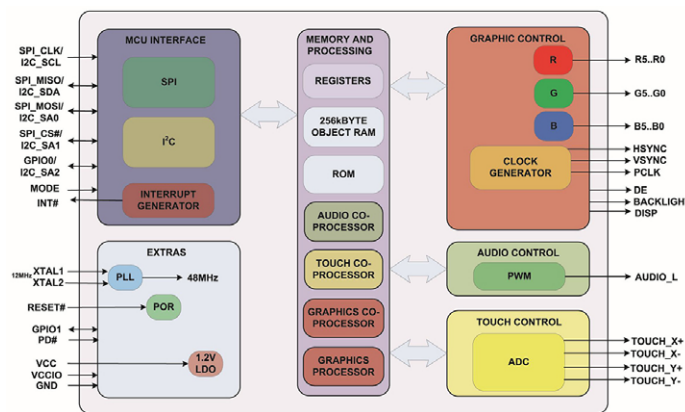 MCU INTERFACE
SPI_CLK/
I2C_SCL
SPI_MISO/
I2C_SDA
SPI_MOSI/
I2C_SA0
SPI_CS#/
I2C_SA1
GPIO0/
I2C_SA2
MODE
INT#
SPI
I²C
INTERRUPT
GENERATOR
EXTRAS
12MHz
XTAL1
XTAL2
PLL
48MHz
RESET#
POR
GPIO1
PD#
VCC
VCCIO
GND
1.2V
LDO
MEMORY AND
PROCESSING
REGISTERS
256kBYTE
OBJECT RAM
ROM
AUDIO CO-
PROCESSOR
TOUCH CO-
PROCESSOR
GRAPHICS CO-
PROCESSOR
GRAPHICS
PROCESSOR
GRAPHIC CONTROL
R
G
B
CLOCK
GENERATOR
R5..R0
G5..G0
B5..B0
HSYNC
VSYNC
PCLK
DE
BACKLIGH
DISP
AUDIO CONTROL
PWM
AUDIO_L
TOUCH CONTROL
ADC
TOUCH_X+
TOUCH_X-
TOUCH_Y+
TOUCH_Y-